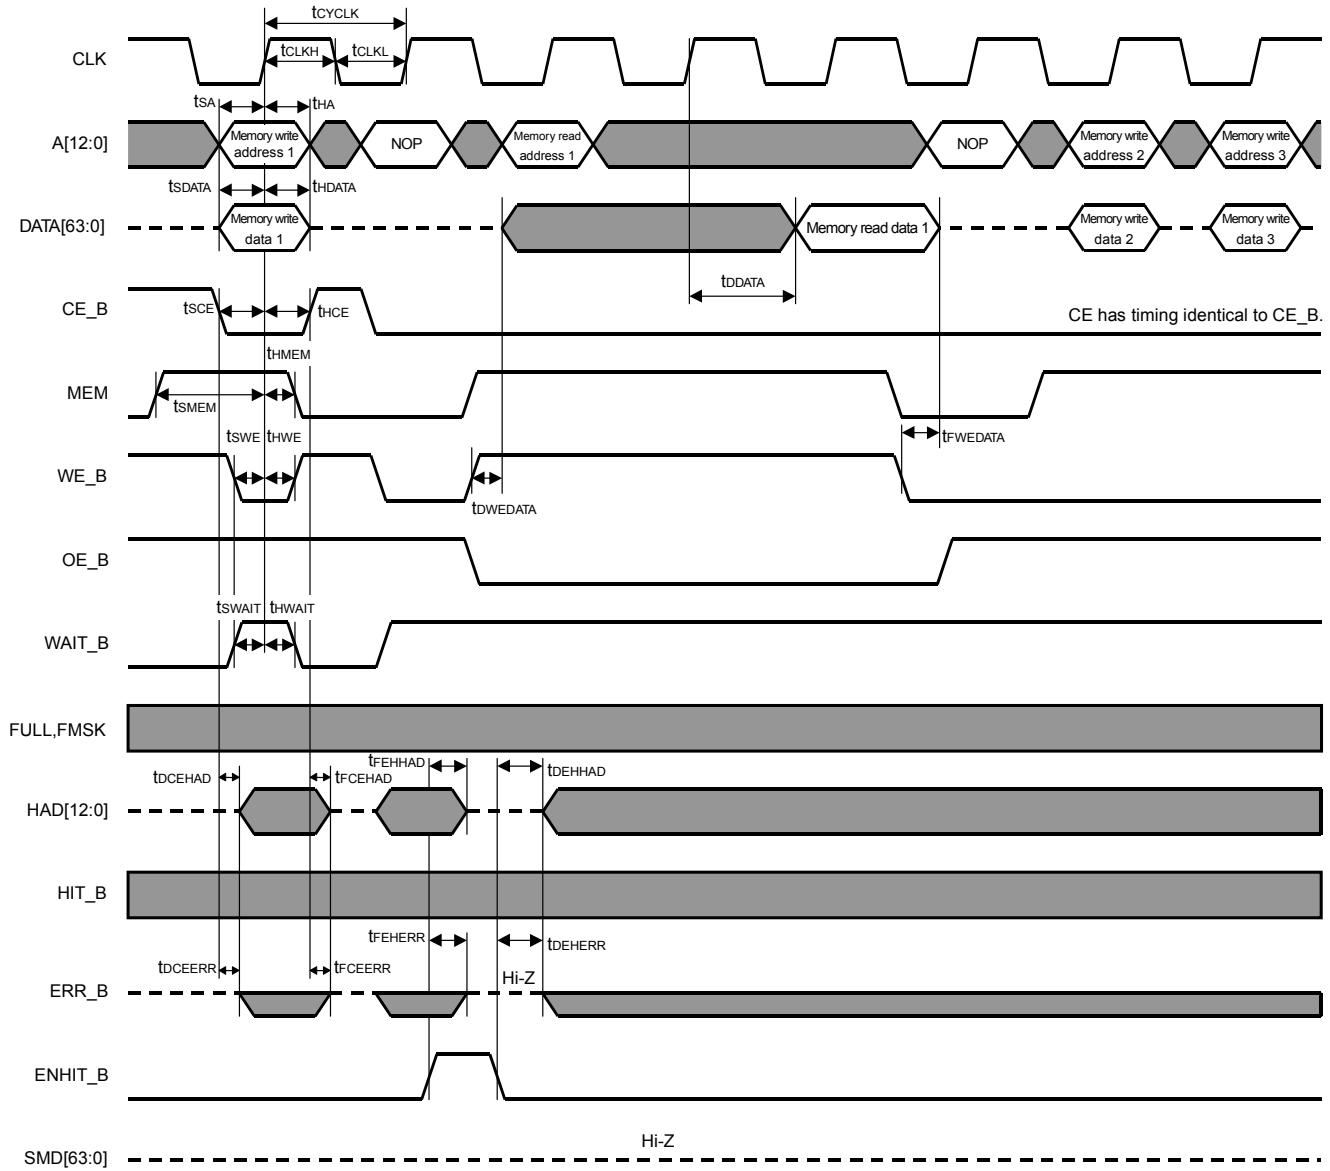 tCYCLK
CLK
tCLKH
tCLKL
tSA
tHA
A[12:0]
Memory write
address 1
NOP
Memory read
address 1
NOP
Memory write
address 2
Memory write
address 3
tSDATA
tHDATA
DATA[63:0]
Memory write
data 1
Memory read data 1
Memory write
data 2
Memory write
data 3
tDDATA
CE_B
tSCE
tHCE
CE has timing identical to CE_B.
tHMEM
MEM
tSMEM
tSWE
tHWE
tFWEDATA
WE_B
tDWEDATA
OE_B
tSWAIT
tHWAIT
WAIT_B
FULL,FMSK
tDCEHAD
tFCEHAD
tFEHHAD
tDEHHAD
HAD[12:0]
HIT_B
tFEHERR
tDEHERR
tDCEERR
tFCEERR
Hi-Z
ERR_B
ENHIT_B
Hi-Z
SMD[63:0]